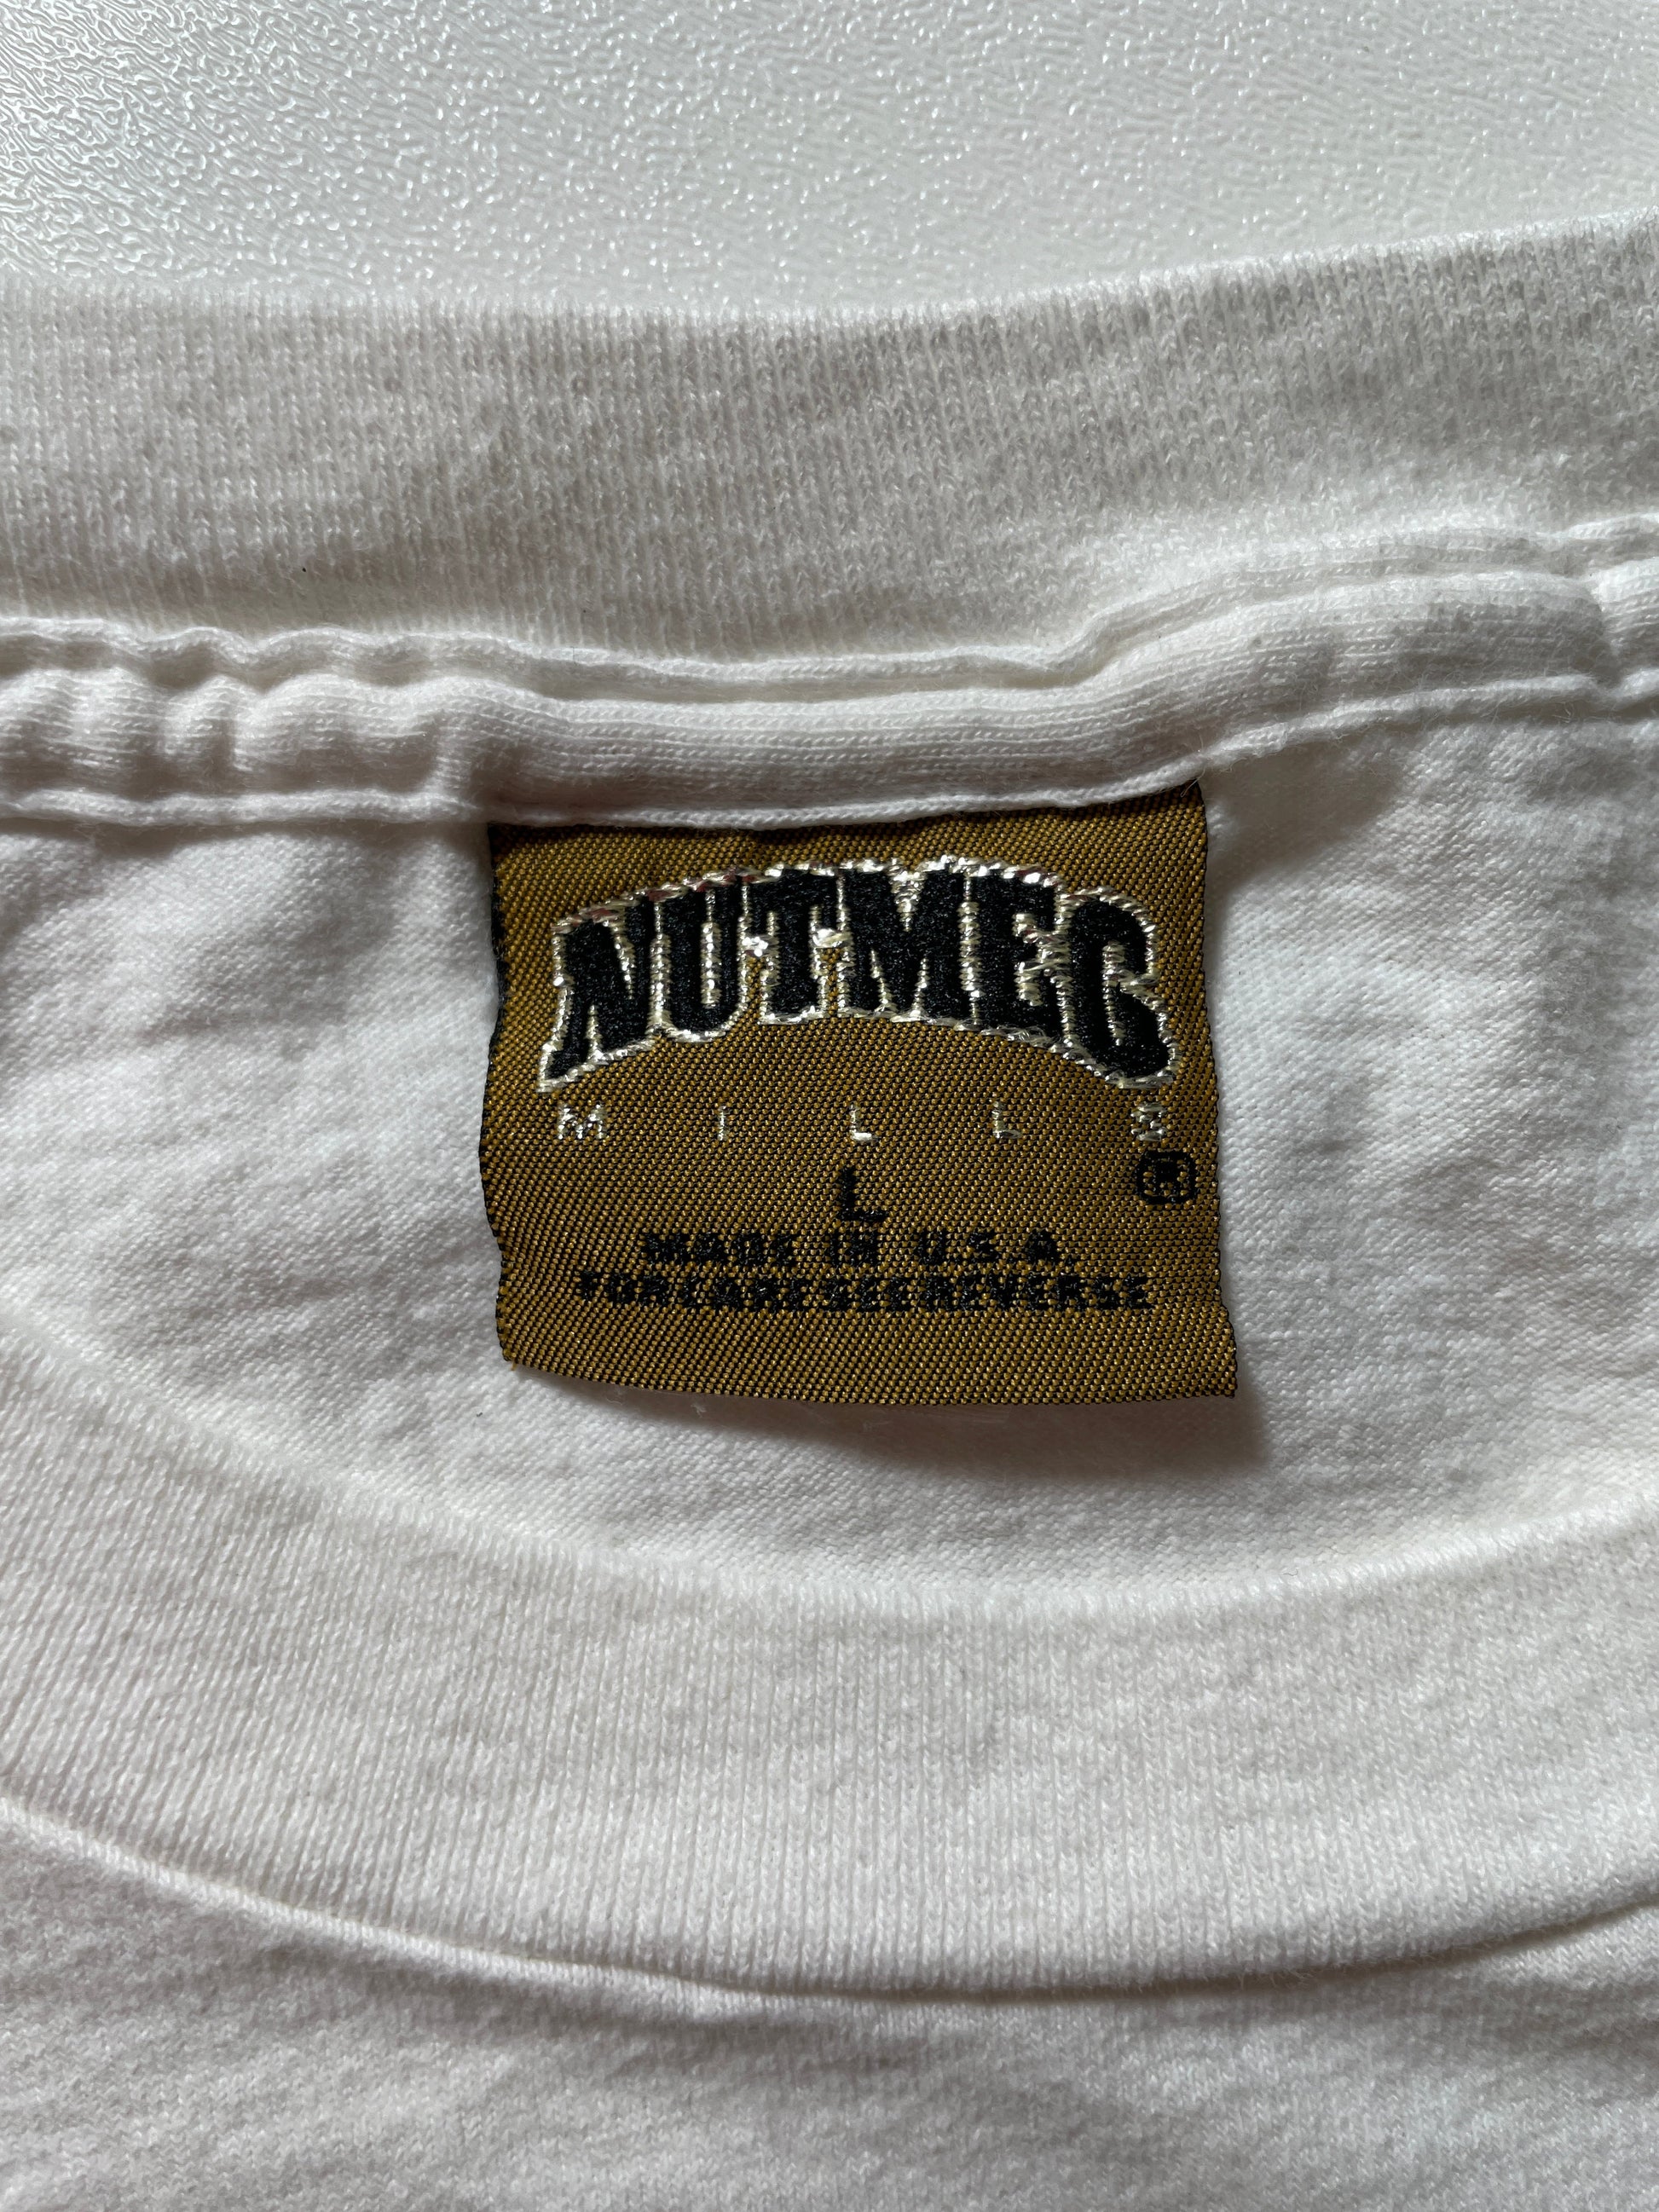 NUTMEG
MILLS
®
L
MADE IN U.S.A.
FOR CARE SEE REVERSE